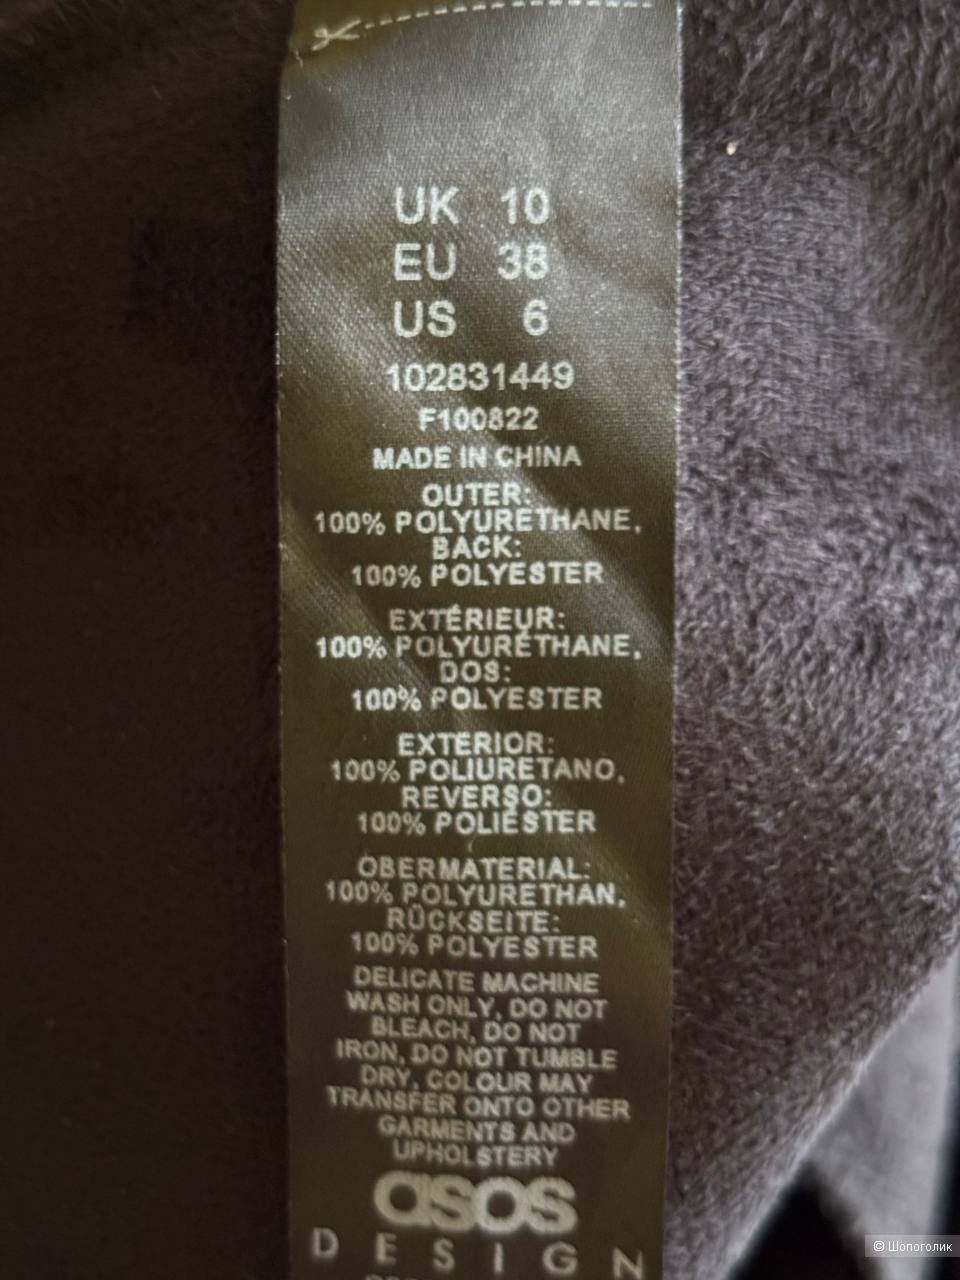 UK 10
EU 38
US 6
102831449
F100822
MADE IN CHINA
OUTER:
100% POLYURETHANE,
BACK:
100% POLYESTER
EXTÉRIEUR:
100% POLYURÉTHANE,
DOS:
100% POLYESTER
EXTERIOR:
100% POLIURETANO,
REVERSO:
100% POLIÉSTER
OBERMATERIAL:
100% POLYURETHAN,
RÜCKSEITE:
100% POLYESTER
DELICATE MACHINE
WASH ONLY, DO NOT
BLEACH, DO NOT
IRON, DO NOT TUMBLE
DRY, COLOUR MAY
TRANSFER ONTO OTHER
GARMENTS AND
UPHOLSTERY
asos
DESIGN
© Шопоголик